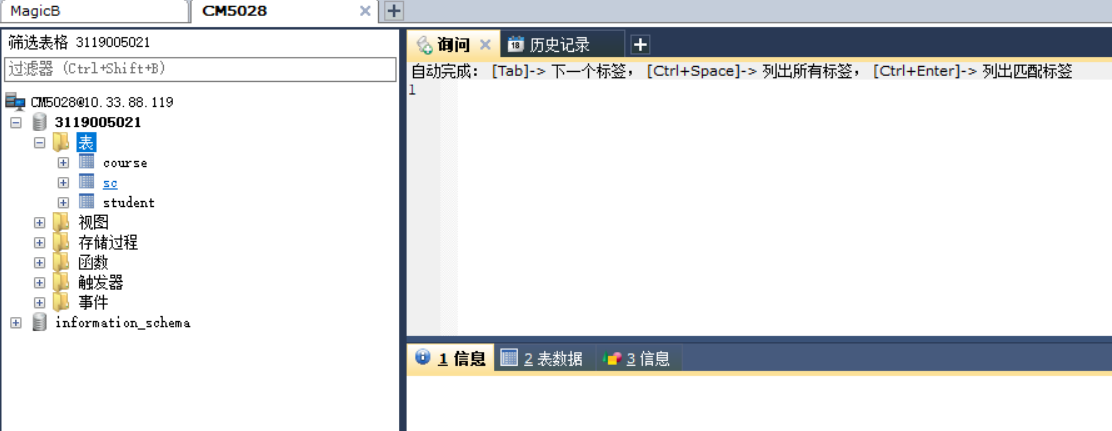 MagicB
CM5028
筛选表格 3119005021
过滤器 (Ctrl+Shift+B)
CM5028@10.33.88.119
3119005021
表
course
sc
student
视图
存储过程
函数
触发器
事件
information_schema
询问
18 历史记录
自动完成： [Tab]-> 下一个标签， [Ctrl+Space]-> 列出所有标签， [Ctrl+Enter]-> 列出匹配标签
1
1 信息
2 表数据
3 信息